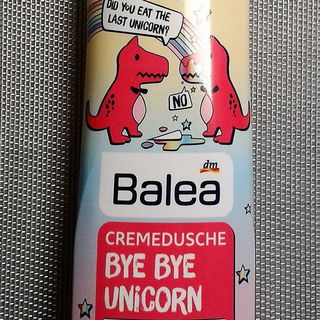 DID YOU EAT THE
LAST UNICORN?
NO
dm
Balea
CREMEDUSCHE
BYE BYE
UNiCORN